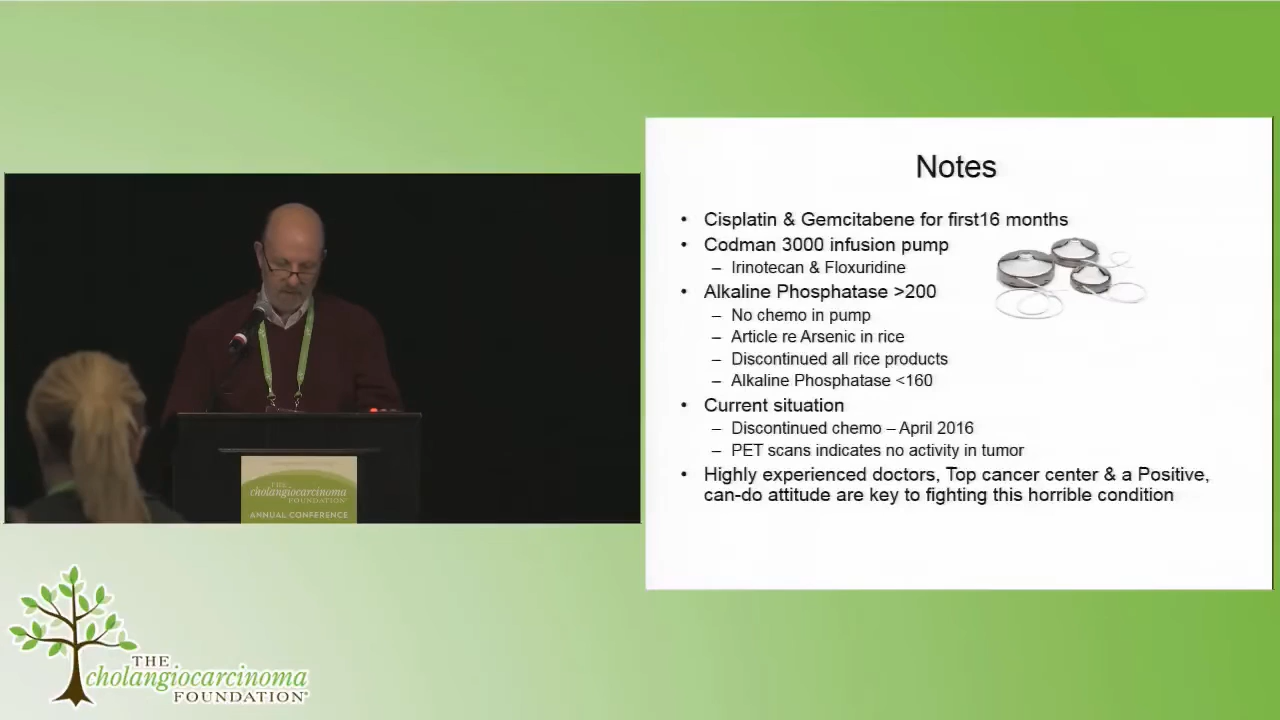 Notes
• Cisplatin & Gemcitabene for first16 months
• Codman 3000 infusion pump
– Irinotecan & Floxuridine
• Alkaline Phosphatase >200
– No chemo in pump
– Article re Arsenic in rice
– Discontinued all rice products
– Alkaline Phosphatase <160
• Current situation
– Discontinued chemo – April 2016
– PET scans indicates no activity in tumor
• Highly experienced doctors, Top cancer center & a Positive,
can-do attitude are key to fighting this horrible condition
THE
cholangiocarcinoma
FOUNDATION
ANNUAL CONFERENCE
THE
cholangiocarcinoma
FOUNDATION®